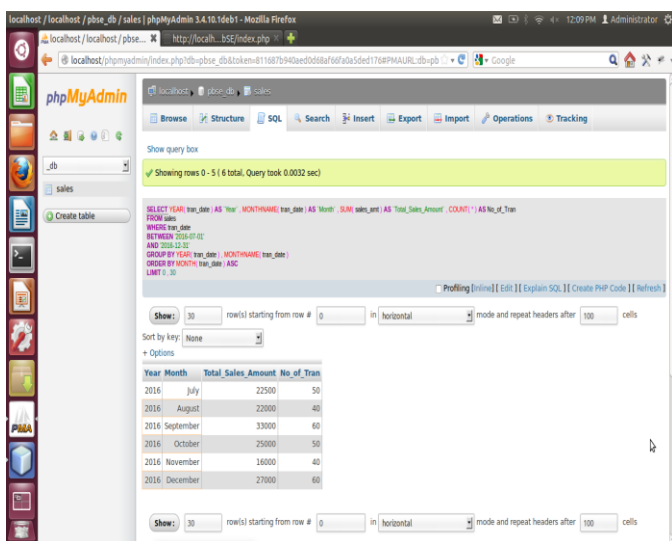 localhost / localhost / pbse_db / sales | phpMyAdmin 3.4.10.1deb1 - Mozilla Firefox
12:09 PM Administrator
localhost / localhost / pbse...
http://localh...bSE/index.php
localhost/phpmyadmin/index.php?db=pbse_db&token=811687b940aed0d68af66fa0a5ded176#PMAURL:db=pb
Google
phpMyAdmin
_db
sales
Create table
localhost pbse_db sales
Browse Structure SQL Search Insert Export Import Operations Tracking
Show query box
Showing rows 0 - 5 ( 6 total, Query took 0.0032 sec)
SELECT YEAR( tran_date ) AS 'Year' , MONTHNAME( tran_date ) AS 'Month' , SUM( sales_amt ) AS 'Total_Sales_Amount' , COUNT( * ) AS No_of_Tran
FROM sales
WHERE tran_date
BETWEEN '2016-07-01'
AND '2016-12-31'
GROUP BY YEAR( tran_date ) , MONTHNAME( tran_date )
ORDER BY MONTH( tran_date ) ASC
LIMIT 0 , 30
Profiling [Inline] [ Edit ] [ Explain SQL ] [ Create PHP Code ] [ Refresh ]
Show: 30 row(s) starting from row # 0 in horizontal mode and repeat headers after 100 cells
Sort by key: None
+ Options
Year Month Total_Sales_Amount No_of_Tran
2016 July 22500 50
2016 August 22000 40
2016 September 33000 60
2016 October 25000 50
2016 November 16000 40
2016 December 27000 60
Show: 30 row(s) starting from row # 0 in horizontal mode and repeat headers after 100 cells
PMA